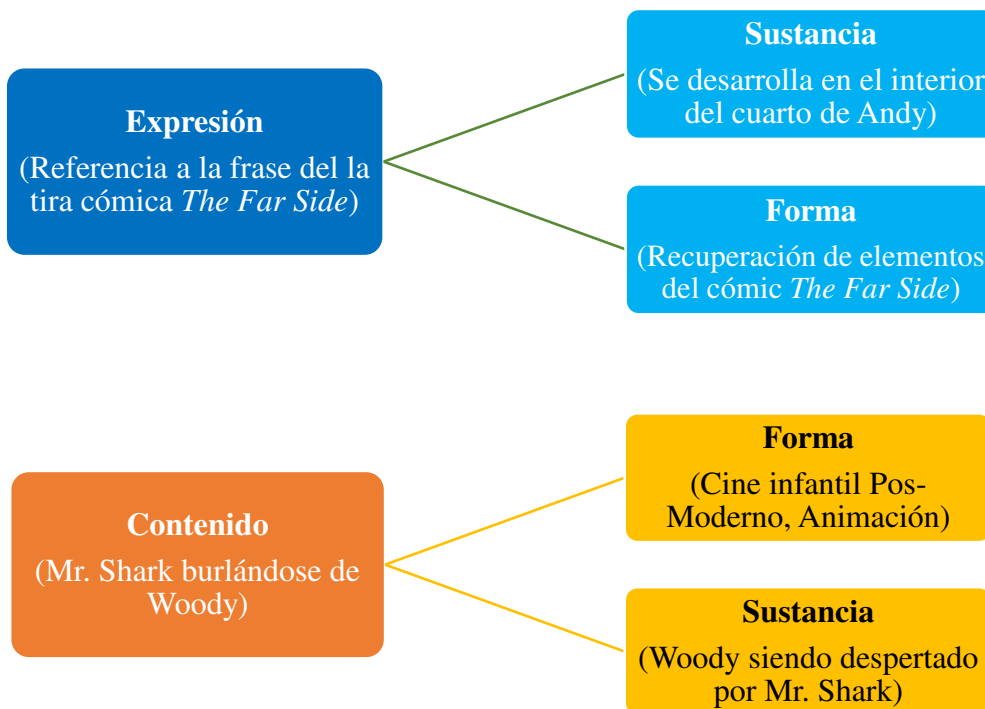 Expresión
(Referencia a la frase del la
tira cómica The Far Side)
Sustancia
(Se desarrolla en el interior
del cuarto de Andy)
Forma
(Recuperación de elementos
del cómic The Far Side)
Contenido
(Mr. Shark burlándose de
Woody)
Forma
(Cine infantil Pos-
Moderno, Animación)
Sustancia
(Woody siendo despertado
por Mr. Shark)